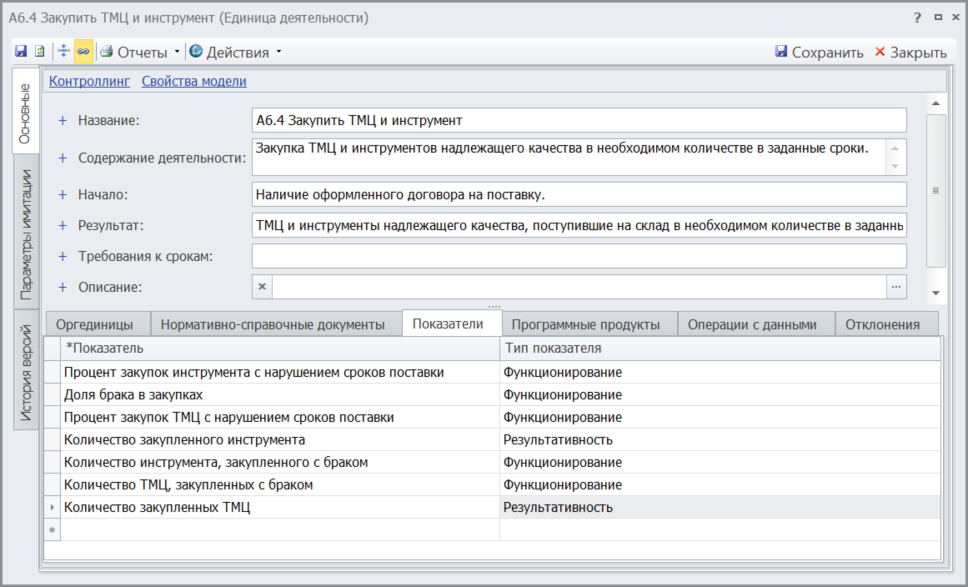 А6.4 Закупить ТМЦ и инструмент (Единица деятельности)
Отчеты Действия Сохранить Закрыть
Контроллинг Свойства модели
Основные
Параметры имитации
История версий
+ Название: А6.4 Закупить ТМЦ и инструмент
+ Содержание деятельности: Закупка ТМЦ и инструментов надлежащего качества в необходимом количестве в заданные сроки.
+ Начало: Наличие оформленного договора на поставку.
+ Результат: ТМЦ и инструменты надлежащего качества, поступившие на склад в необходимом количестве в заданнь
+ Требования к срокам:
+ Описание:
Оргединицы Нормативно-справочные документы Показатели Программные продукты Операции с данными Отклонения
*Показатель Тип показателя
Процент закупок инструмента с нарушением сроков поставки Функционирование
Доля брака в закупках Функционирование
Процент закупок ТМЦ с нарушением сроков поставки Функционирование
Количество закупленного инструмента Результативность
Количество инструмента, закупленного с браком Функционирование
Количество ТМЦ, закупленных с браком Функционирование
Количество закупленных ТМЦ Результативность